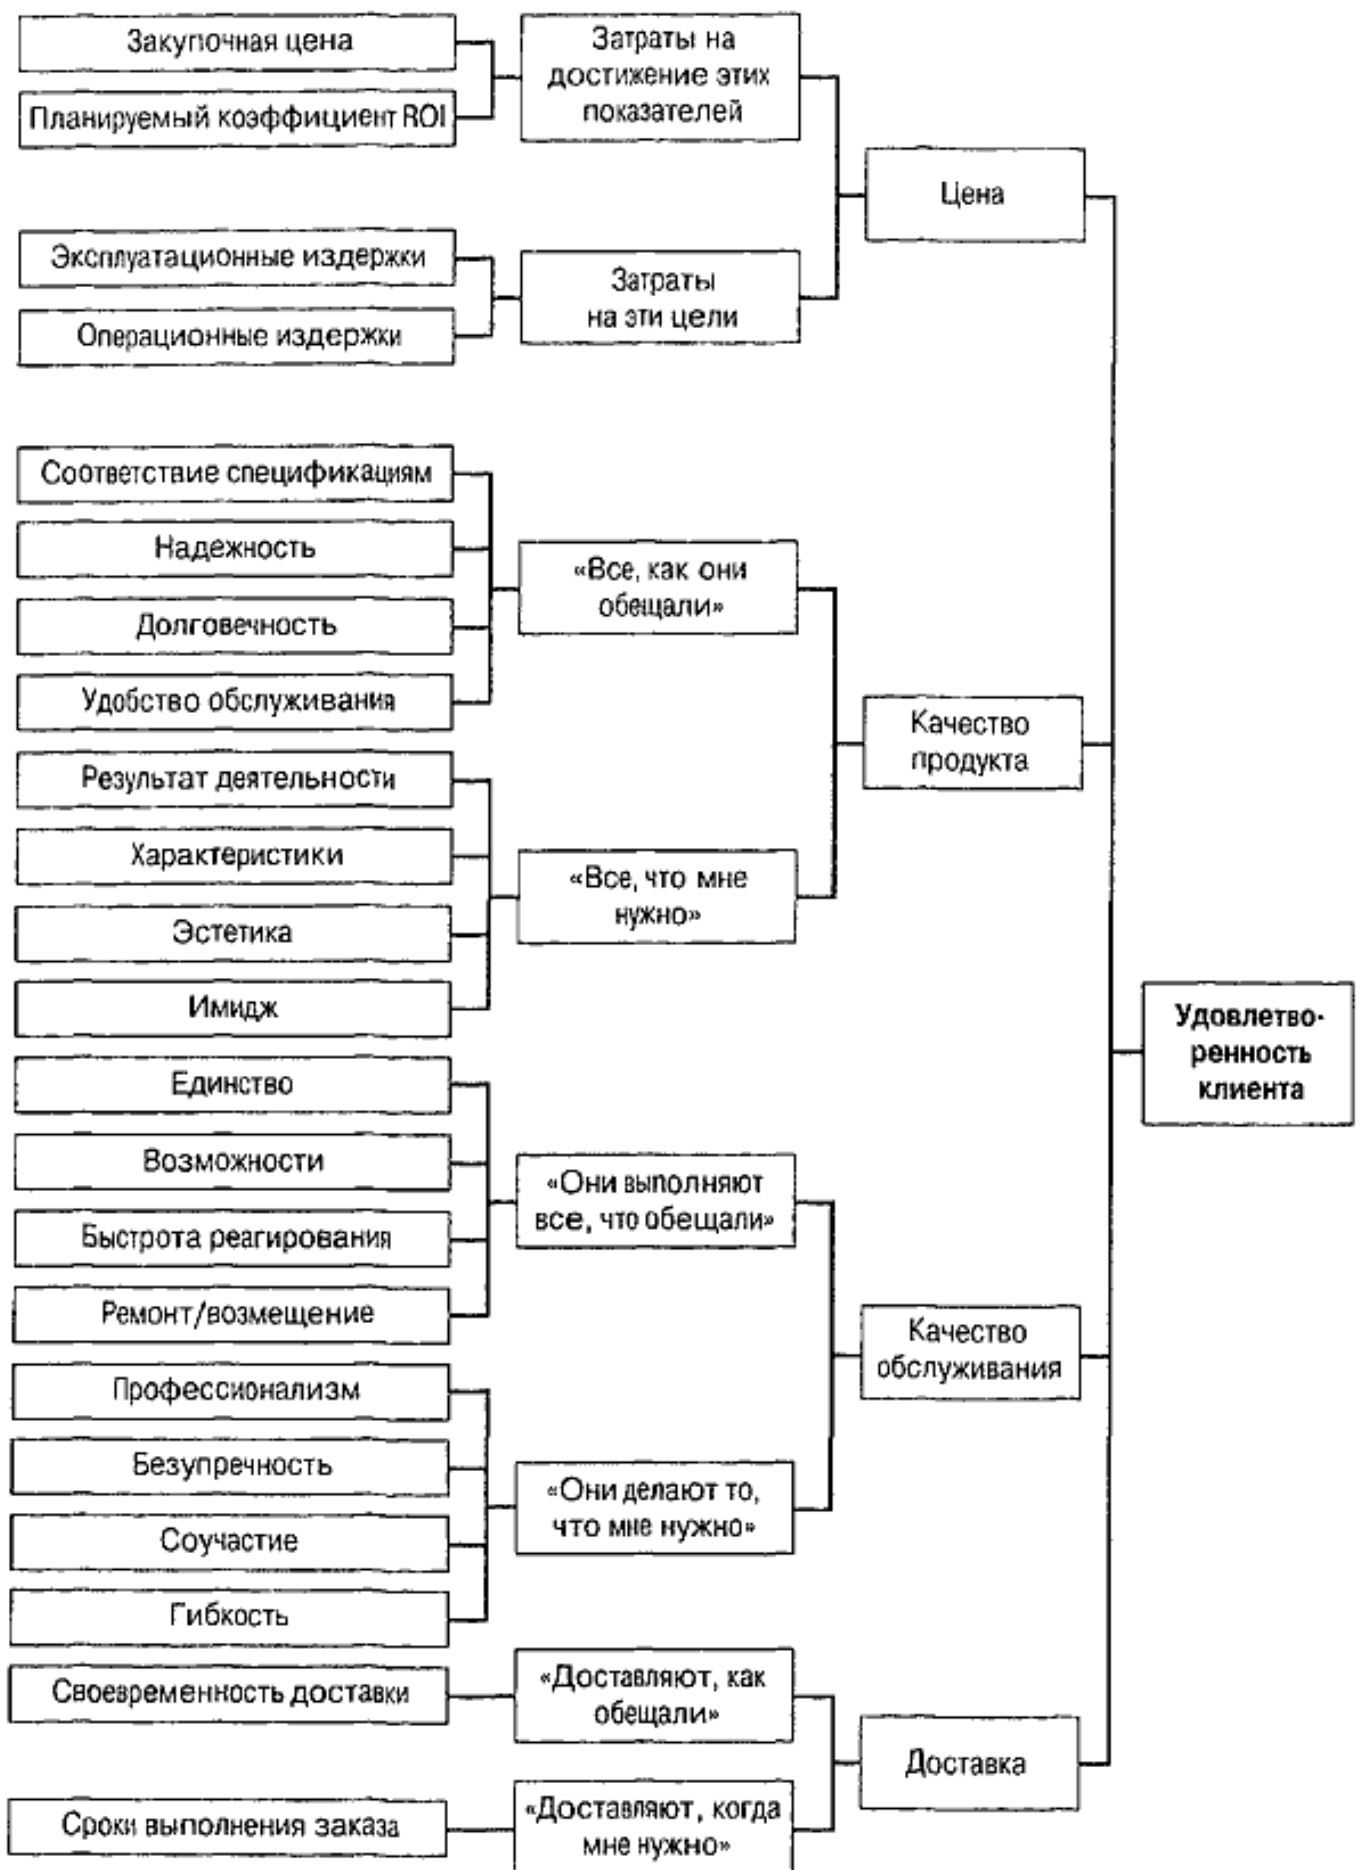 Закупочная цена
Планируемый коэффициент ROI
Затраты на
достижение этих
показателей
Эксплуатационные издержки
Операционные издержки
Затраты
на эти цели
Цена
Соответствие спецификациям
Надежность
Долговечность
Удобство обслуживания
«Все, как они
обещали»
Результат деятельности
Характеристики
Эстетика
Имидж
«Все, что мне
нужно»
Качество
продукта
Единство
Возможности
Быстрота реагирования
Ремонт/возмещение
«Они выполняют
все, что обещали»
Профессионализм
Безупречность
Соучастие
Гибкость
«Они делают то,
что мне нужно»
Качество
обслуживания
Своевременность доставки
«Доставляют, как
обещали»
Сроки выполнения заказа
«Доставляют, когда
мне нужно»
Доставка
Удовлетво-
ренность
клиента